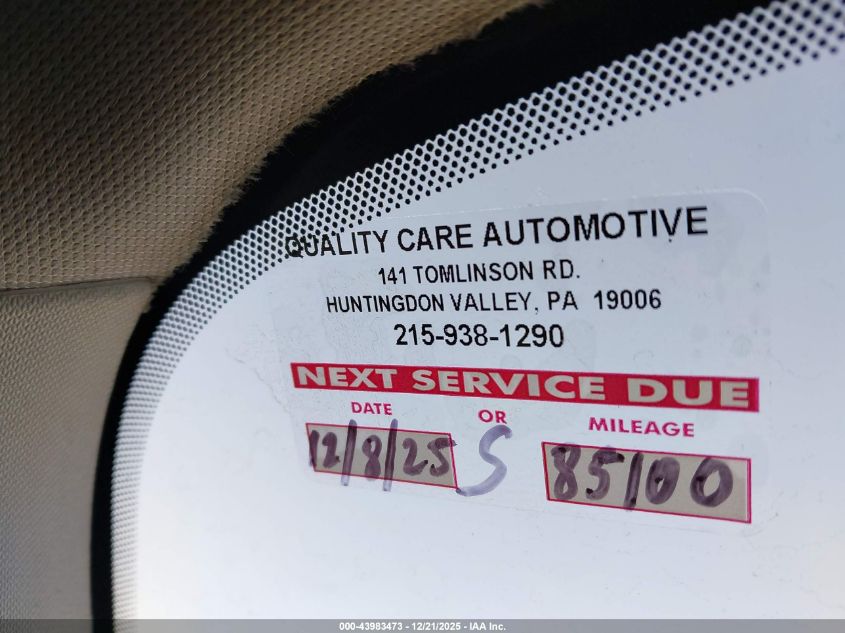 QUALITY CARE AUTOMOTIVE
141 TOMLINSON RD.
HUNTINGDON VALLEY, PA 19006
215-938-1290
NEXT SERVICE DUE
DATE OR MILEAGE
12/8/25 S 85100
000-43983473 - 12/21/2025 - IAA Inc.